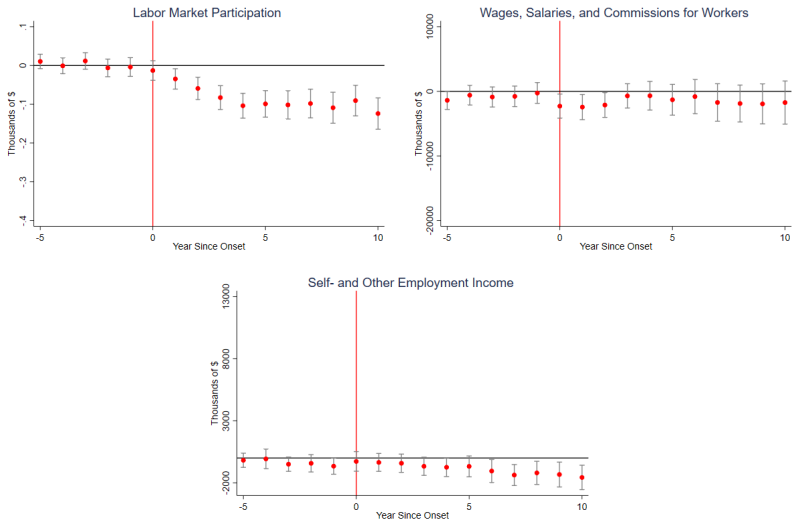 Labor Market Participation
Thousands of $
.1
0
-.1
-.2
-.3
-.4
-5
0
5
10
Year Since Onset
Wages, Salaries, and Commissions for Workers
Thousands of $
10000
0
-10000
-20000
-5
0
5
10
Year Since Onset
Self- and Other Employment Income
Thousands of $
13000
8000
3000
-2000
-5
0
5
10
Year Since Onset